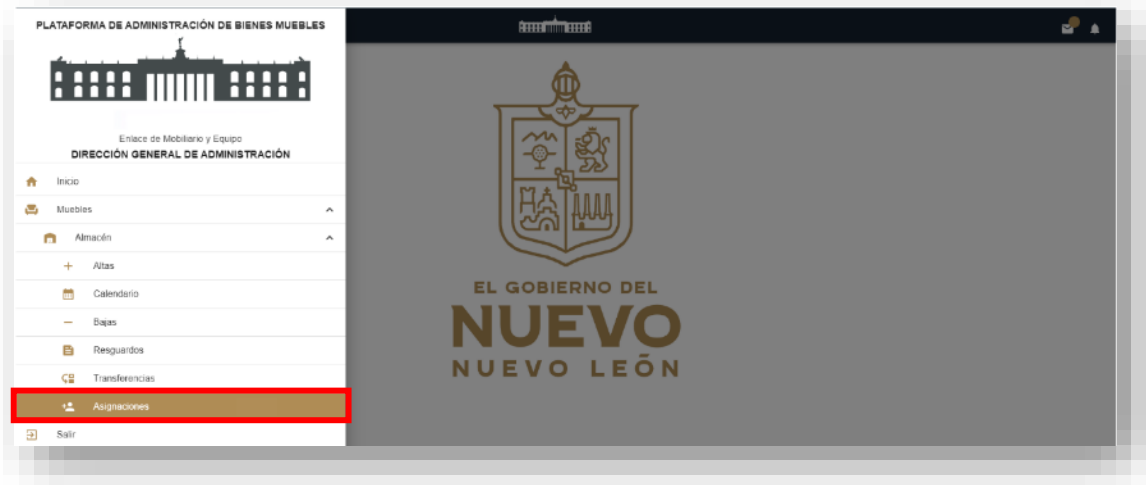 PLATAFORMA DE ADMINISTRACIÓN DE BIENES MUEBLES
Enlace de Mobiliario y Equipo
DIRECCIÓN GENERAL DE ADMINISTRACIÓN
Inicio
Muebles
Almacén
Altas
Calendario
Bajas
Resguardos
Transferencias
Asignaciones
Salir
EL GOBIERNO DEL
NUEVO
NUEVO LEÓN